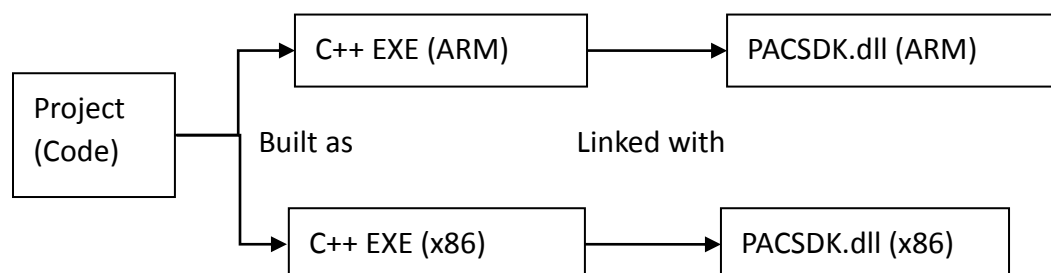 C++ EXE (ARM)
PACSDK.dll (ARM)
Project
(Code)
Built as
Linked with
C++ EXE (x86)
PACSDK.dll (x86)